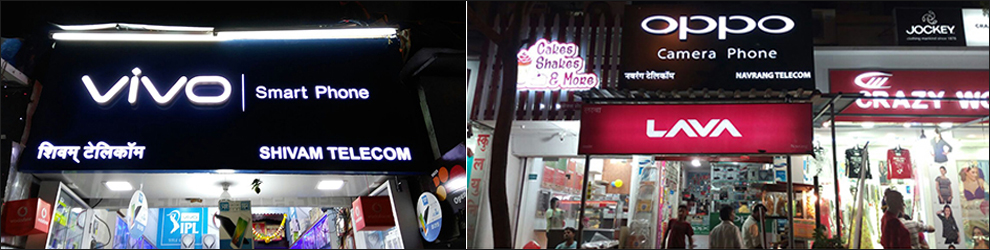 vivo Smart Phone
शिवम् टेलिकॉम SHIVAM TELECOM
IPL
oppo
Camera Phone
नवरंग टेलिकॉम NAVRANG TELECOM
Cakes
Shakes
& More
LAVA
JOCKEY
CRAZY